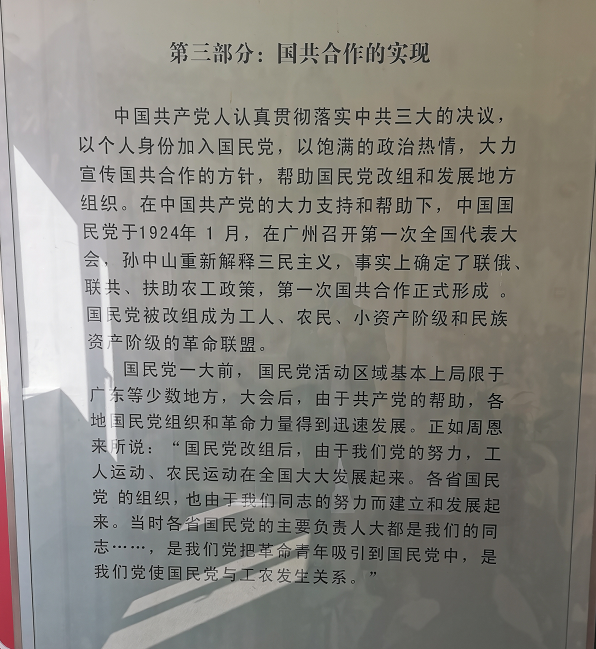 第三部分：国共合作的实现
中国共产党人认真贯彻落实中共三大的决议，
以个人身份加入国民党，以饱满的政治热情，大力
宣传国共合作的方针，帮助国民党改组和发展地方
组织。在中国共产党的大力支持和帮助下，中国国
民党于1924年 1 月，在广州召开第一次全国代表大
会，孙中山重新解释三民主义，事实上确定了联俄、
联共、扶助农工政策，第一次国共合作正式形成 。
国民党被改组成为工人、农民、小资产阶级和民族
资产阶级的革命联盟。
国民党一大前，国民党活动区域基本上局限于
广东等少数地方，大会后，由于共产党的帮助，各
地国民党组织和革命力量得到迅速发展。正如周恩
来所说：“国民党改组后，由于我们党的努力，工
人运动、农民运动在全国大大发展起来。各省国民
党 的组织，也由于我们同志的努力而建立和发展起
来。当时各省国民党的主要负责人大都是我们的同
志……，是我们党把革命青年吸引到国民党中，是
我们党使国民党与工农发生关系。”